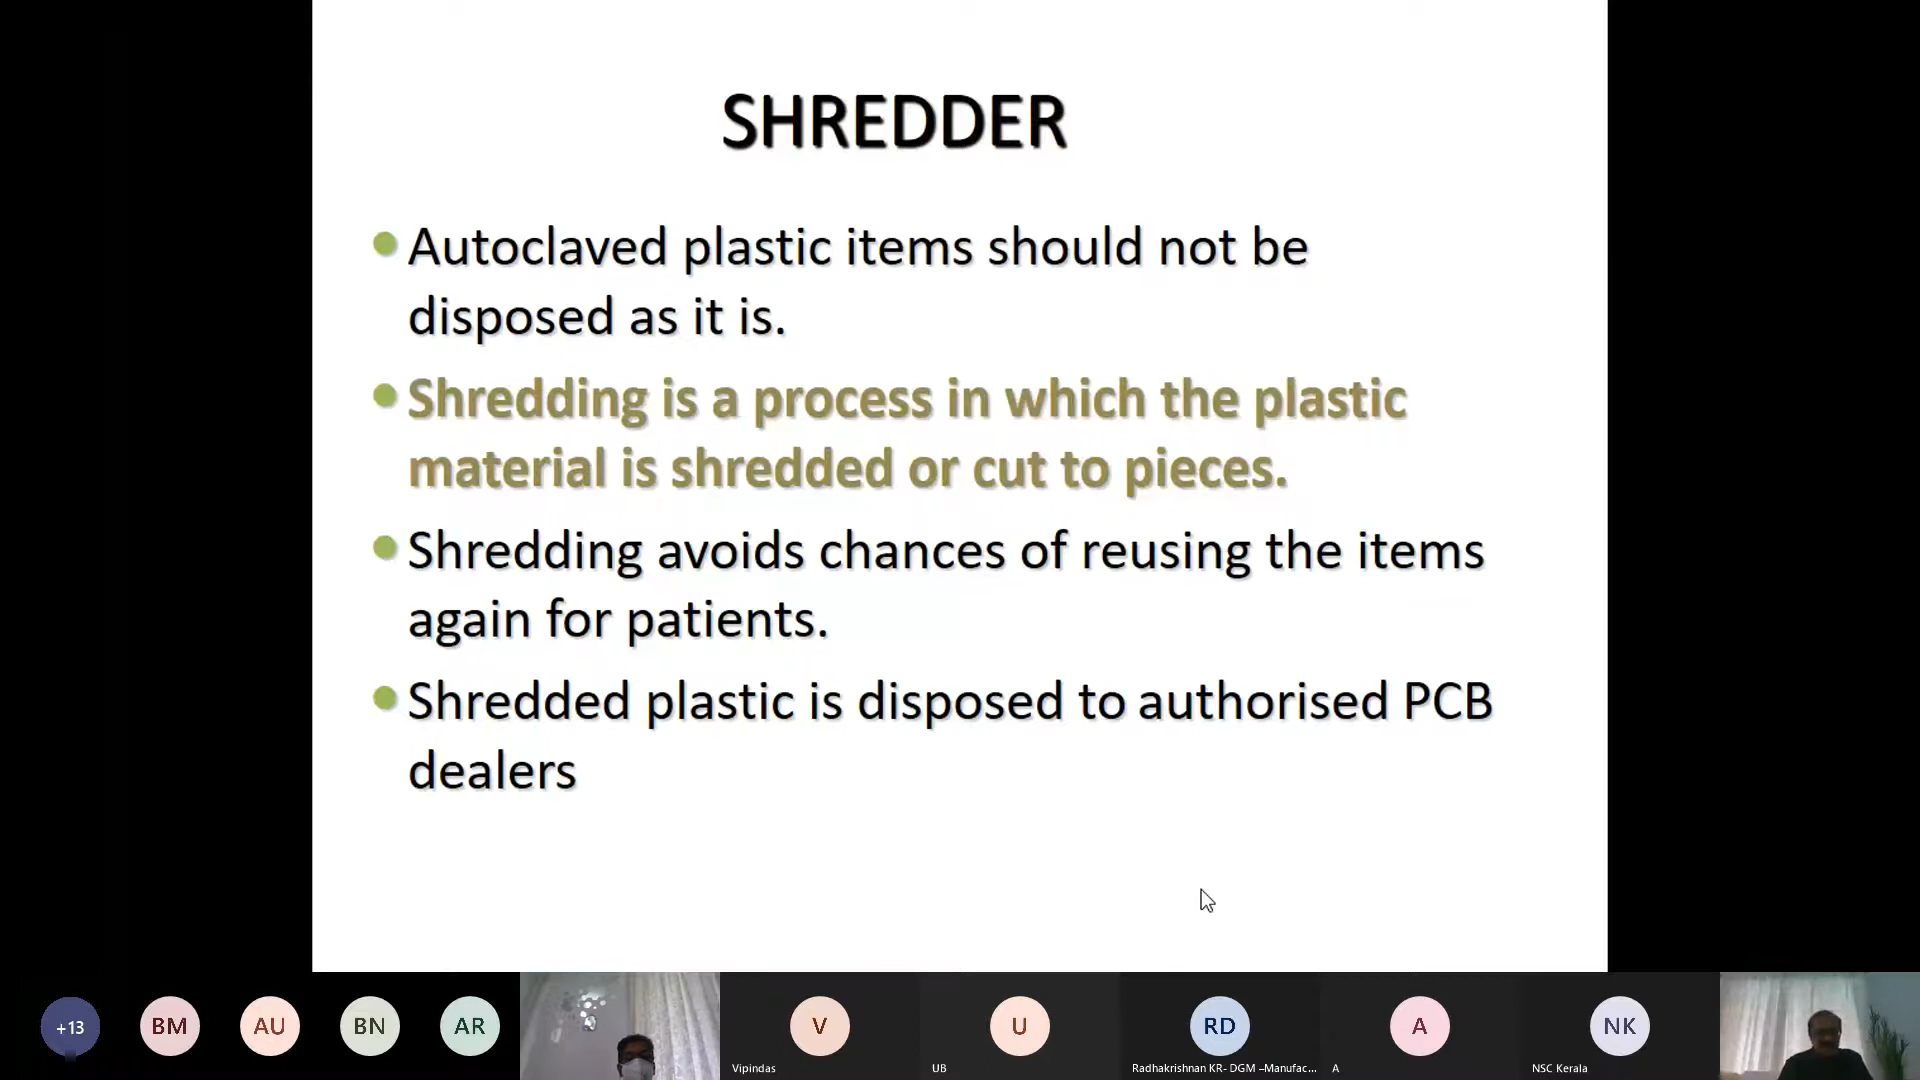 SHREDDER
Autoclaved plastic items should not be
disposed as it is.
Shredding is a process in which the plastic
material is shredded or cut to pieces.
Shredding avoids chances of reusing the items
again for patients.
Shredded plastic is disposed to authorised PCB
dealers
+13
BM
AU
BN
AR
V
U
RD
A
NK
Vipindas
UB
Radhakrishnan KR- DGM –Manufac...
A
NSC Kerala